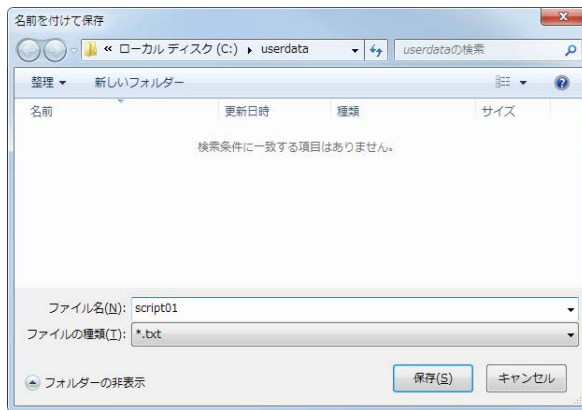 名前を付けて保存
« ローカル ディスク (C:) userdata userdataの検索
整理 新しいフォルダー
名前 更新日時 種類 サイズ
検索条件に一致する項目はありません。
ファイル名(N): script01
ファイルの種類(T): *.txt
フォルダーの非表示 保存(S) キャンセル